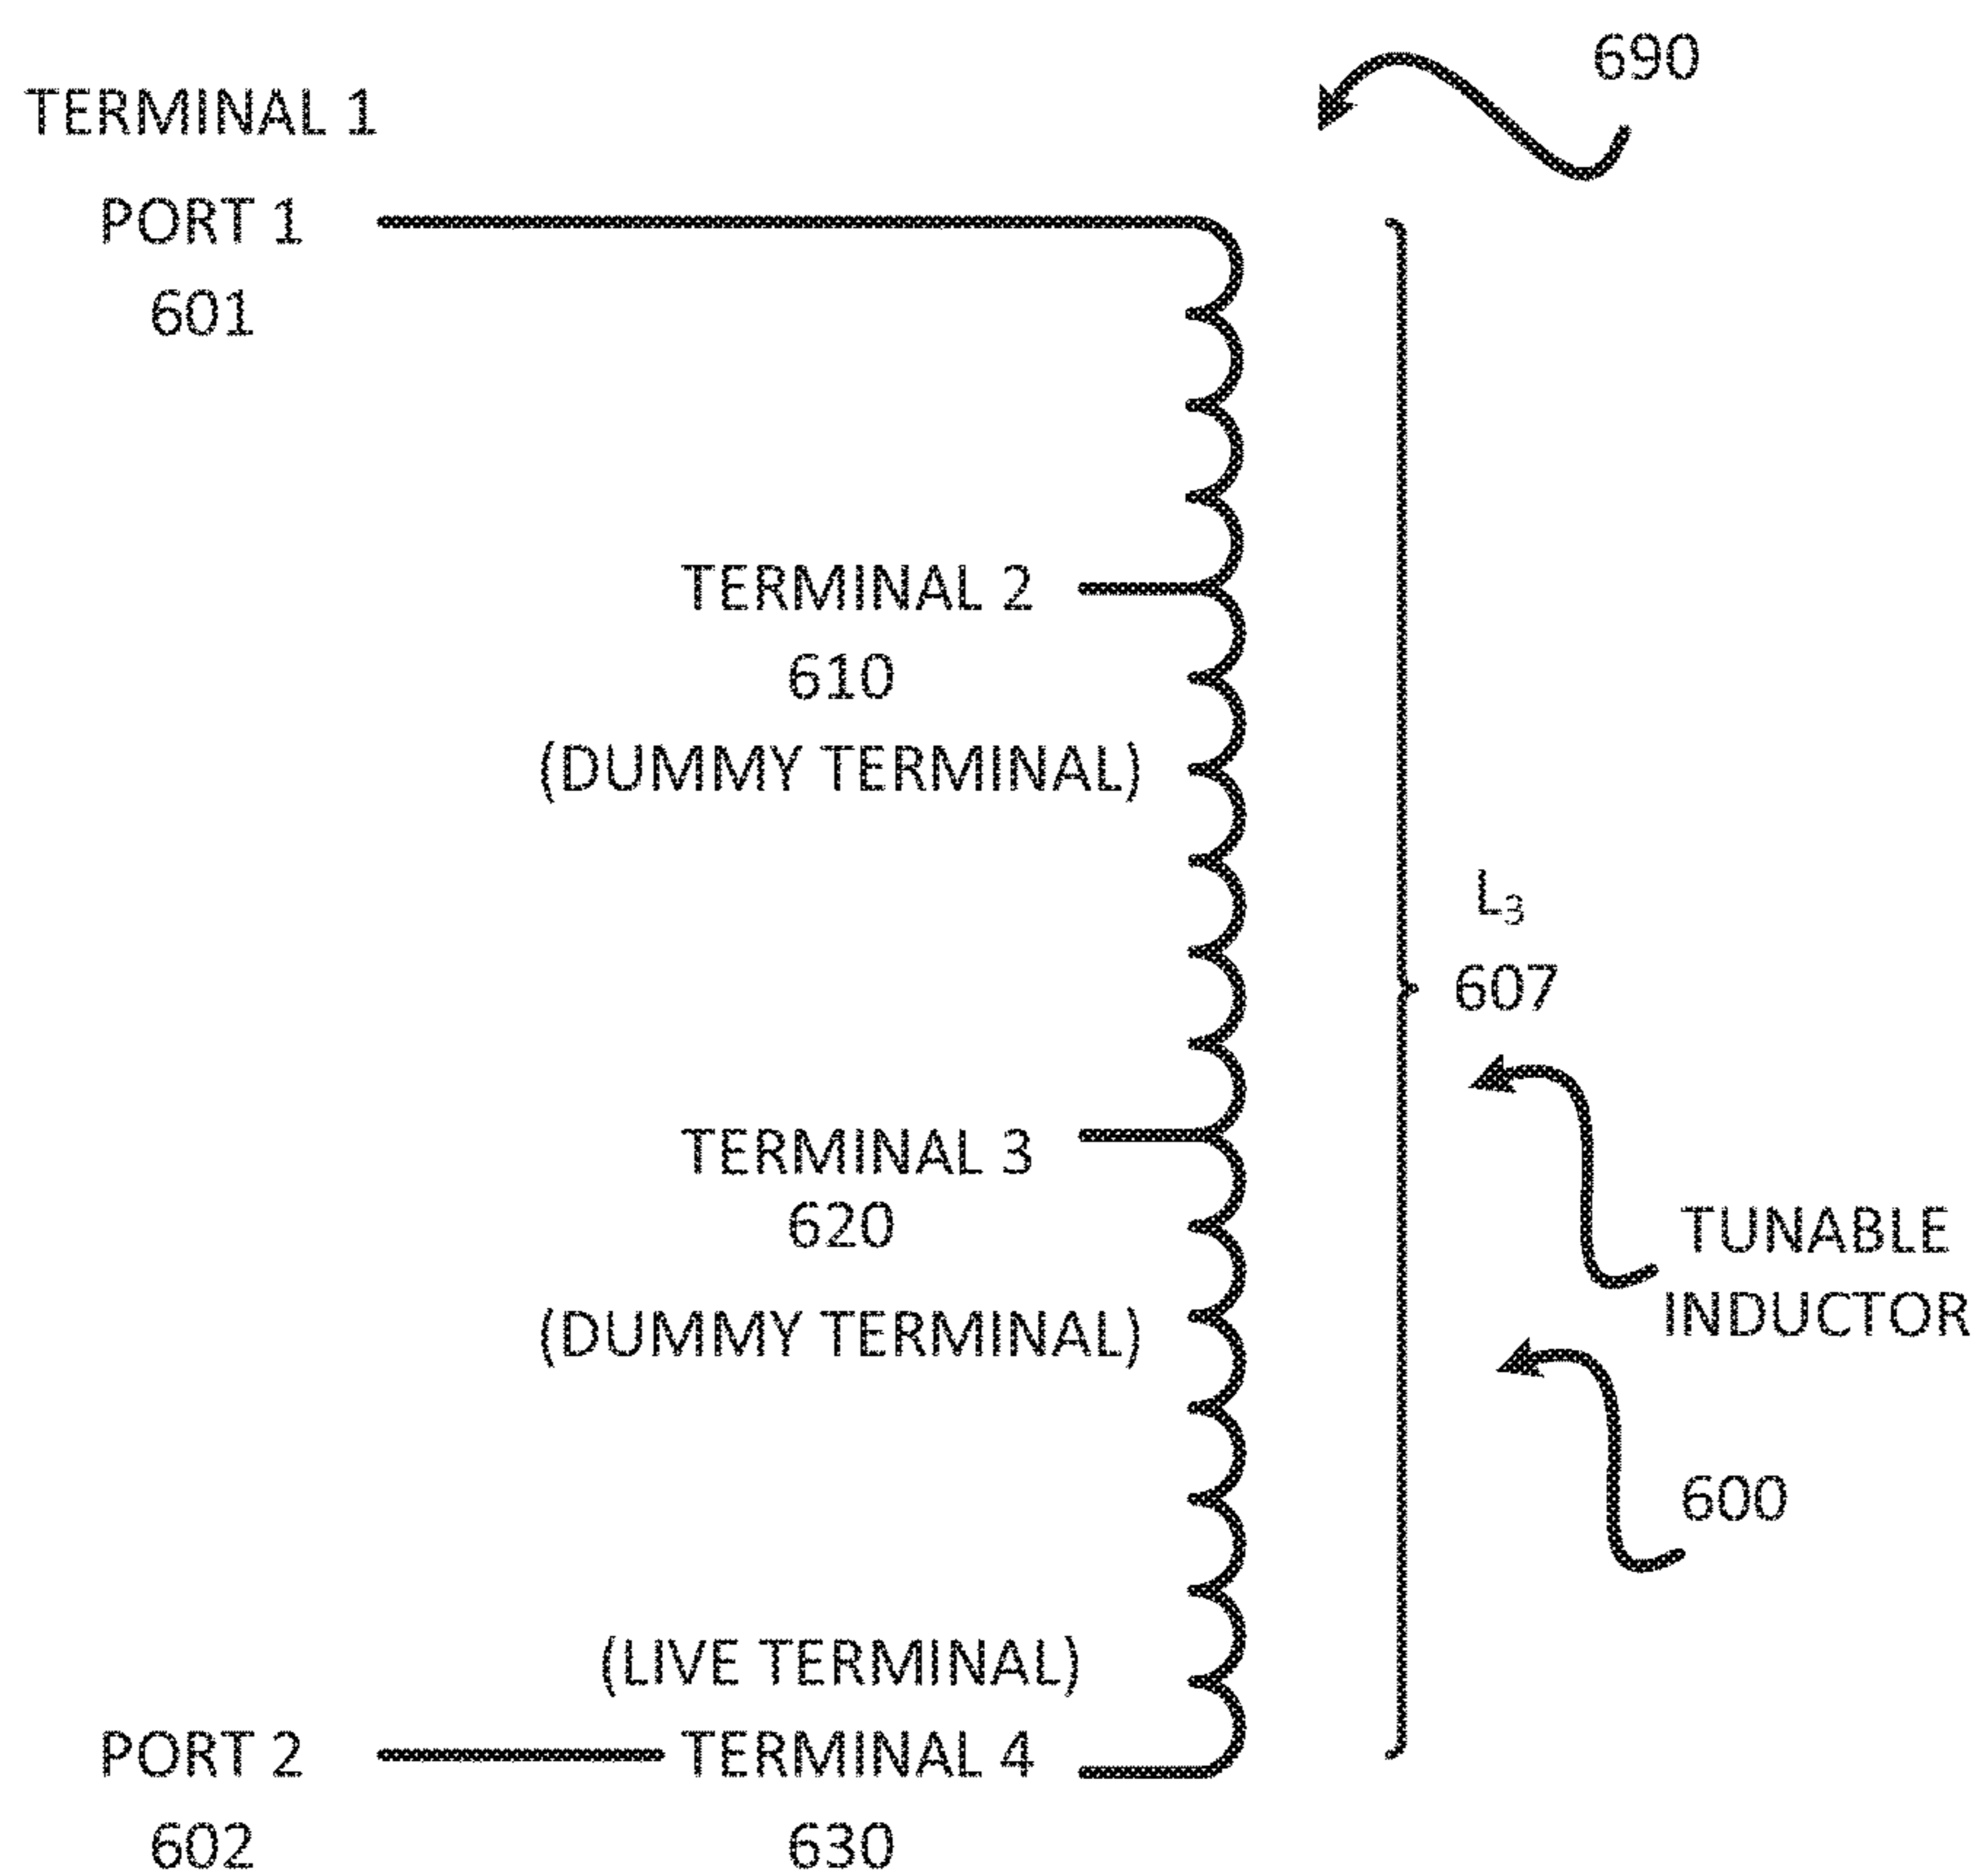 690
TERMINAL 1
PORT 1
601
TERMINAL 2
610
(DUMMY TERMINAL)
L₃
607
TERMINAL 3
620
(DUMMY TERMINAL)
TUNABLE
INDUCTOR
600
(LIVE TERMINAL)
PORT 2 TERMINAL 4
602 630